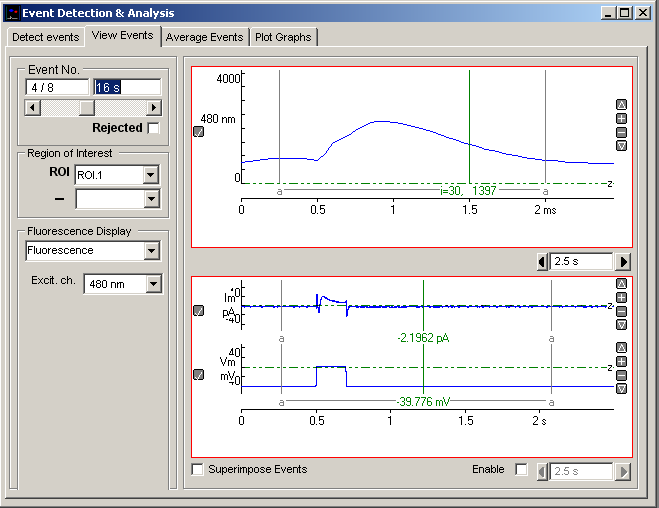 Event Detection & Analysis
Detect events View Events Average Events Plot Graphs
Event No.
4 / 8 16 s
Rejected
Region of Interest
ROI ROI.1
–
Fluorescence Display
Fluorescence
Excit. ch. 480 nm
4000
480 nm
0
z-
a i=30, 1397 a
0 0.5 1 1.5 2 ms
2.5 s
40
Im
pA
-40
z-
a -2.1962 pA a
40
Vm
mV
z-
a -39.776 mV a
0 0.5 1 1.5 2 s
Superimpose Events Enable 2.5 s